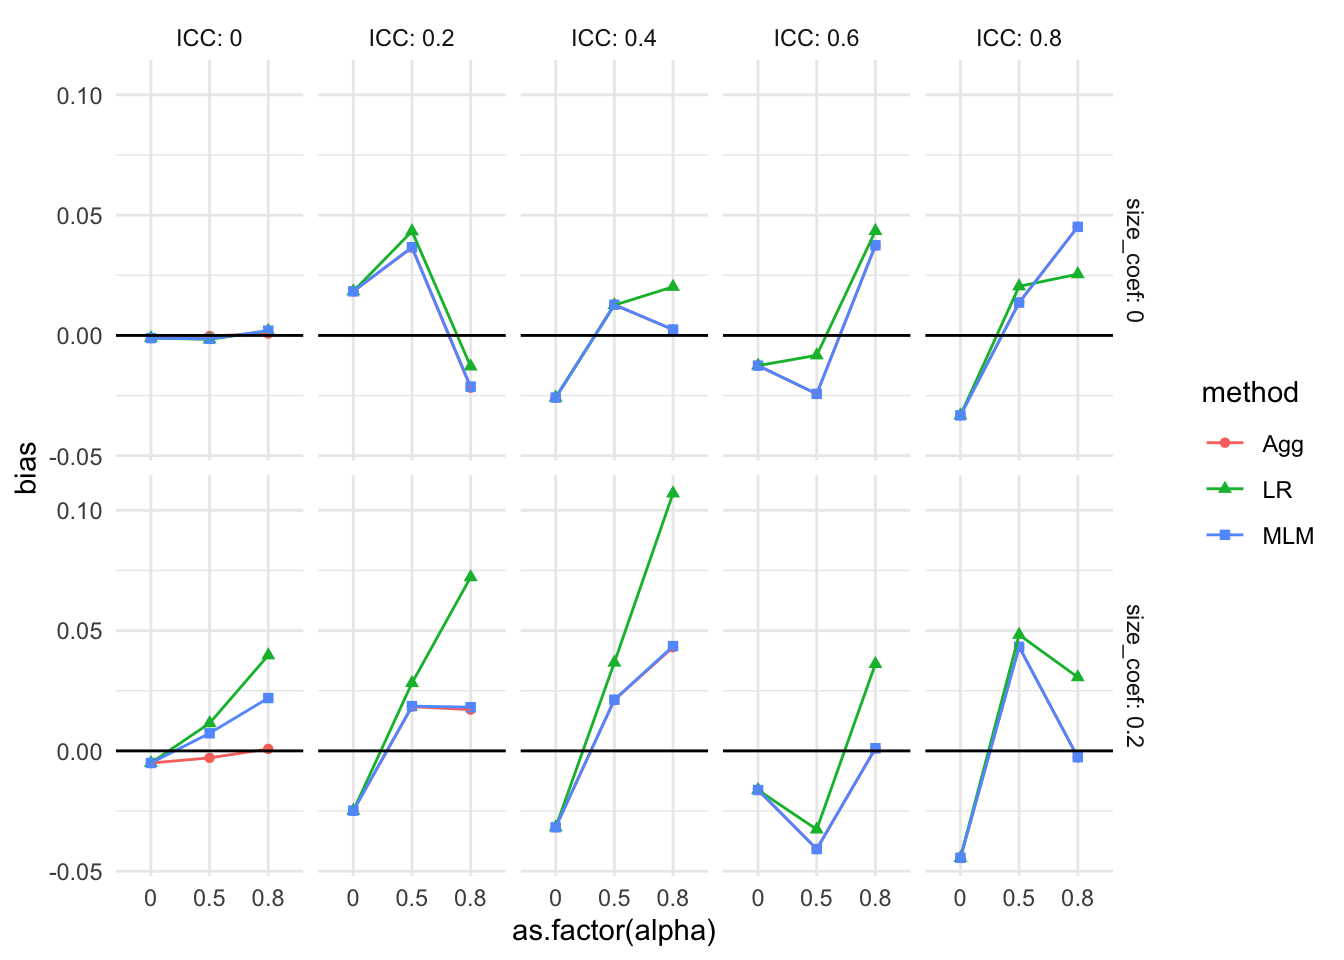 ICC: 0
ICC: 0.2
ICC: 0.4
ICC: 0.6
ICC: 0.8
0.10
0.05
0.00
-0.05
size_coef: 0
0.10
0.05
0.00
-0.05
size_coef: 0.2
bias
0 0.5 0.8
0 0.5 0.8
0 0.5 0.8
0 0.5 0.8
0 0.5 0.8
as.factor(alpha)
method
Agg
LR
MLM